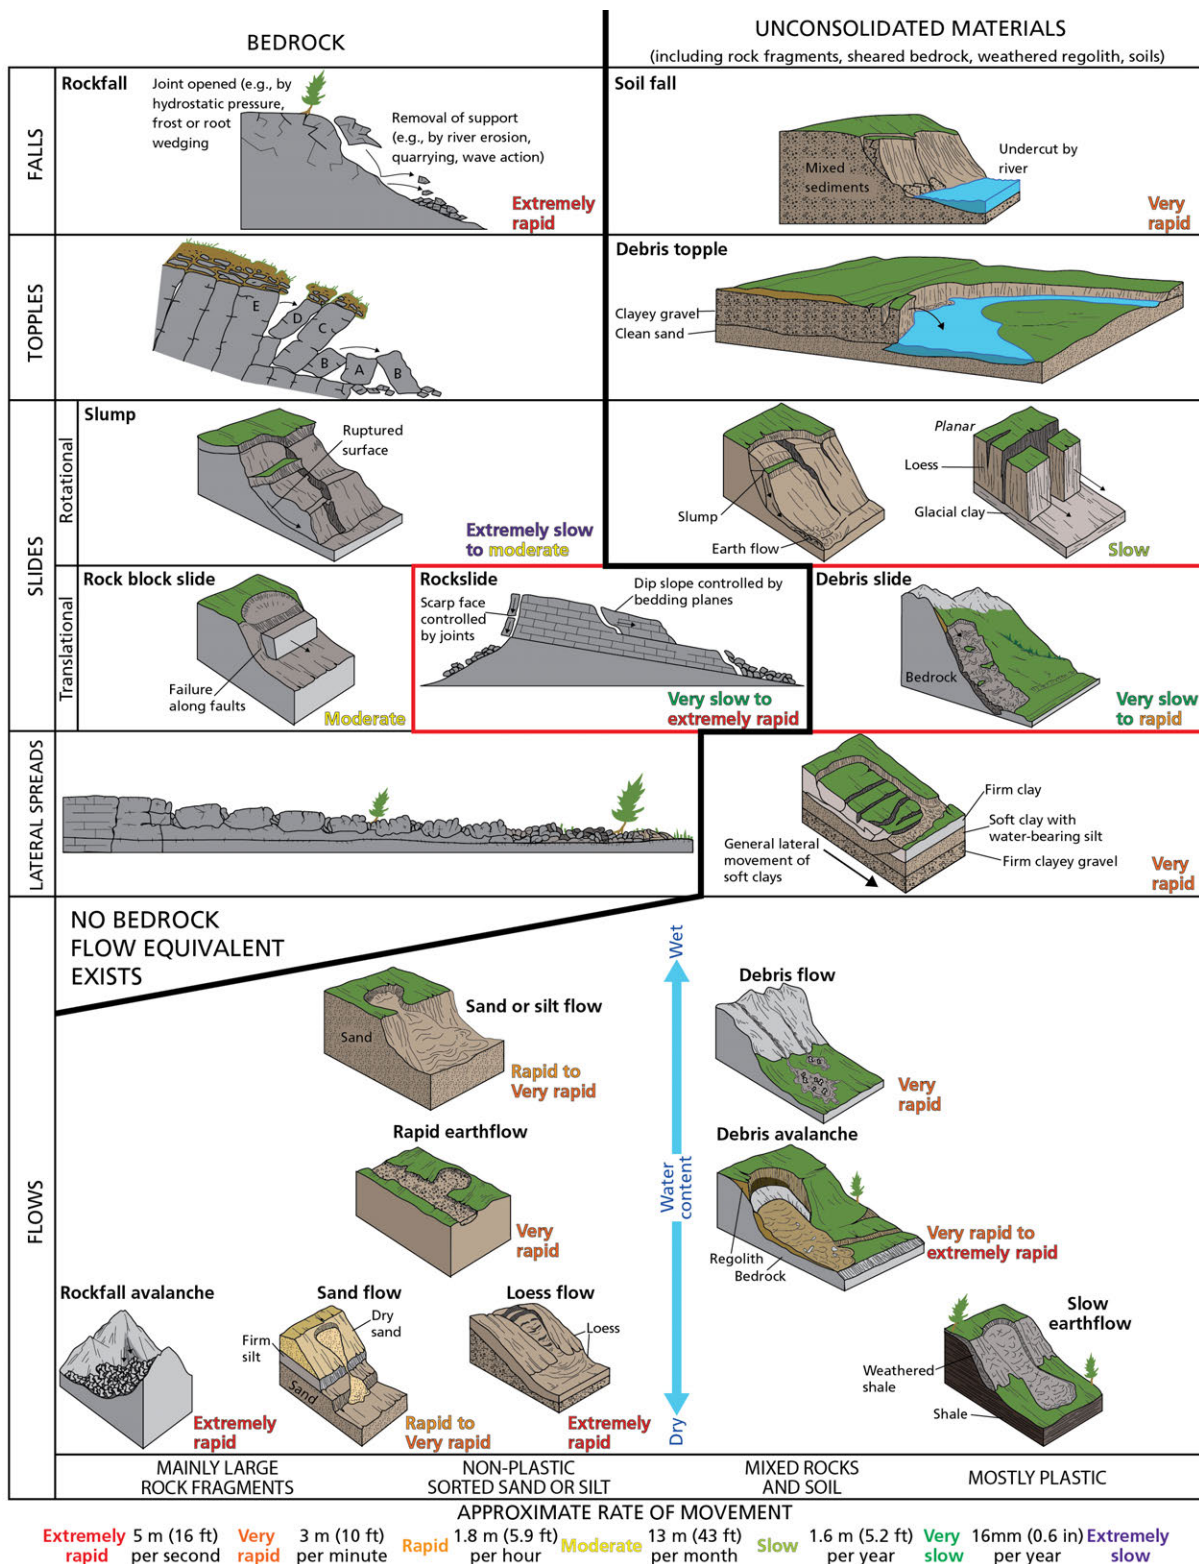 BEDROCK
UNCONSOLIDATED MATERIALS
(including rock fragments, sheared bedrock, weathered regolith, soils)
FALLS
Rockfall
Joint opened (e.g., by
hydrostatic pressure,
frost or root
wedging
Removal of support
(e.g., by river erosion,
quarrying, wave action)
Extremely
rapid
Soil fall
Mixed
sediments
Undercut by
river
Very
rapid
TOPPLES
E
D
C
B
A
B
Debris topple
Clayey gravel
Clean sand
SLIDES
Rotational
Slump
Ruptured
surface
Extremely slow
to moderate
Slump
Earth flow
Planar
Loess
Glacial clay
Slow
Translational
Rock block slide
Failure
along faults
Moderate
Rockslide
Scarp face
controlled
by joints
Dip slope controlled by
bedding planes
Very slow to
extremely rapid
Debris slide
Bedrock
Very slow
to rapid
LATERAL SPREADS
Firm clay
Soft clay with
water-bearing silt
Firm clayey gravel
General lateral
movement of
soft clays
Very
rapid
FLOWS
NO BEDROCK
FLOW EQUIVALENT
EXISTS
Sand or silt flow
Sand
Rapid to
Very rapid
Wet
Water
content
Dry
Debris flow
Very
rapid
Rapid earthflow
Very
rapid
Debris avalanche
Regolith
Bedrock
Very rapid to
extremely rapid
Rockfall avalanche
Extremely
rapid
Sand flow
Dry
sand
Firm
silt
Sand
Rapid to
Very rapid
Loess flow
Loess
Extremely
rapid
Slow
earthflow
Weathered
shale
Shale
MAINLY LARGE
ROCK FRAGMENTS
NON-PLASTIC
SORTED SAND OR SILT
MIXED ROCKS
AND SOIL
MOSTLY PLASTIC
APPROXIMATE RATE OF MOVEMENT
Extremely
rapid
5 m (16 ft)
per second
Very
rapid
3 m (10 ft)
per minute
Rapid
1.8 m (5.9 ft)
per hour
Moderate
13 m (43 ft)
per month
Slow
1.6 m (5.2 ft)
per year
Very
slow
16mm (0.6 in)
per year
Extremely
slow